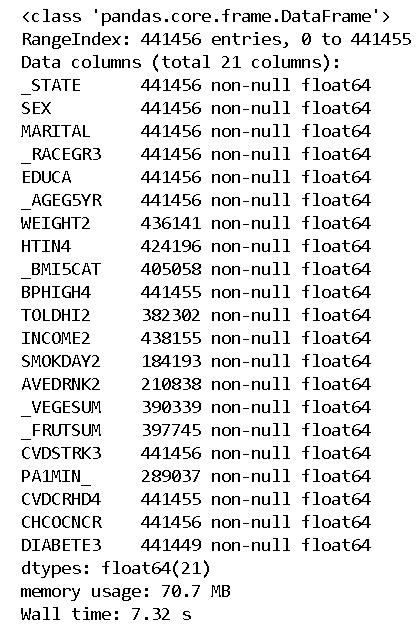 <class 'pandas.core.frame.DataFrame'>
RangeIndex: 441456 entries, 0 to 441455
Data columns (total 21 columns):
_STATE      441456 non-null float64
SEX         441456 non-null float64
MARITAL     441456 non-null float64
_RACEGR3    441456 non-null float64
EDUCA       441456 non-null float64
_AGEG5YR    441456 non-null float64
WEIGHT2     436141 non-null float64
HTIN4       424196 non-null float64
_BMI5CAT    405058 non-null float64
BPHIGH4     441455 non-null float64
TOLDHI2     382302 non-null float64
INCOME2     438155 non-null float64
SMOKDAY2    184193 non-null float64
AVEDRNK2    210838 non-null float64
_VEGESUM    390339 non-null float64
_FRUTSUM    397745 non-null float64
CVDSTRK3    441456 non-null float64
PA1MIN_     289037 non-null float64
CVDCRHD4    441455 non-null float64
CHCOCNCR    441456 non-null float64
DIABETE3    441449 non-null float64
dtypes: float64(21)
memory usage: 70.7 MB
Wall time: 7.32 s